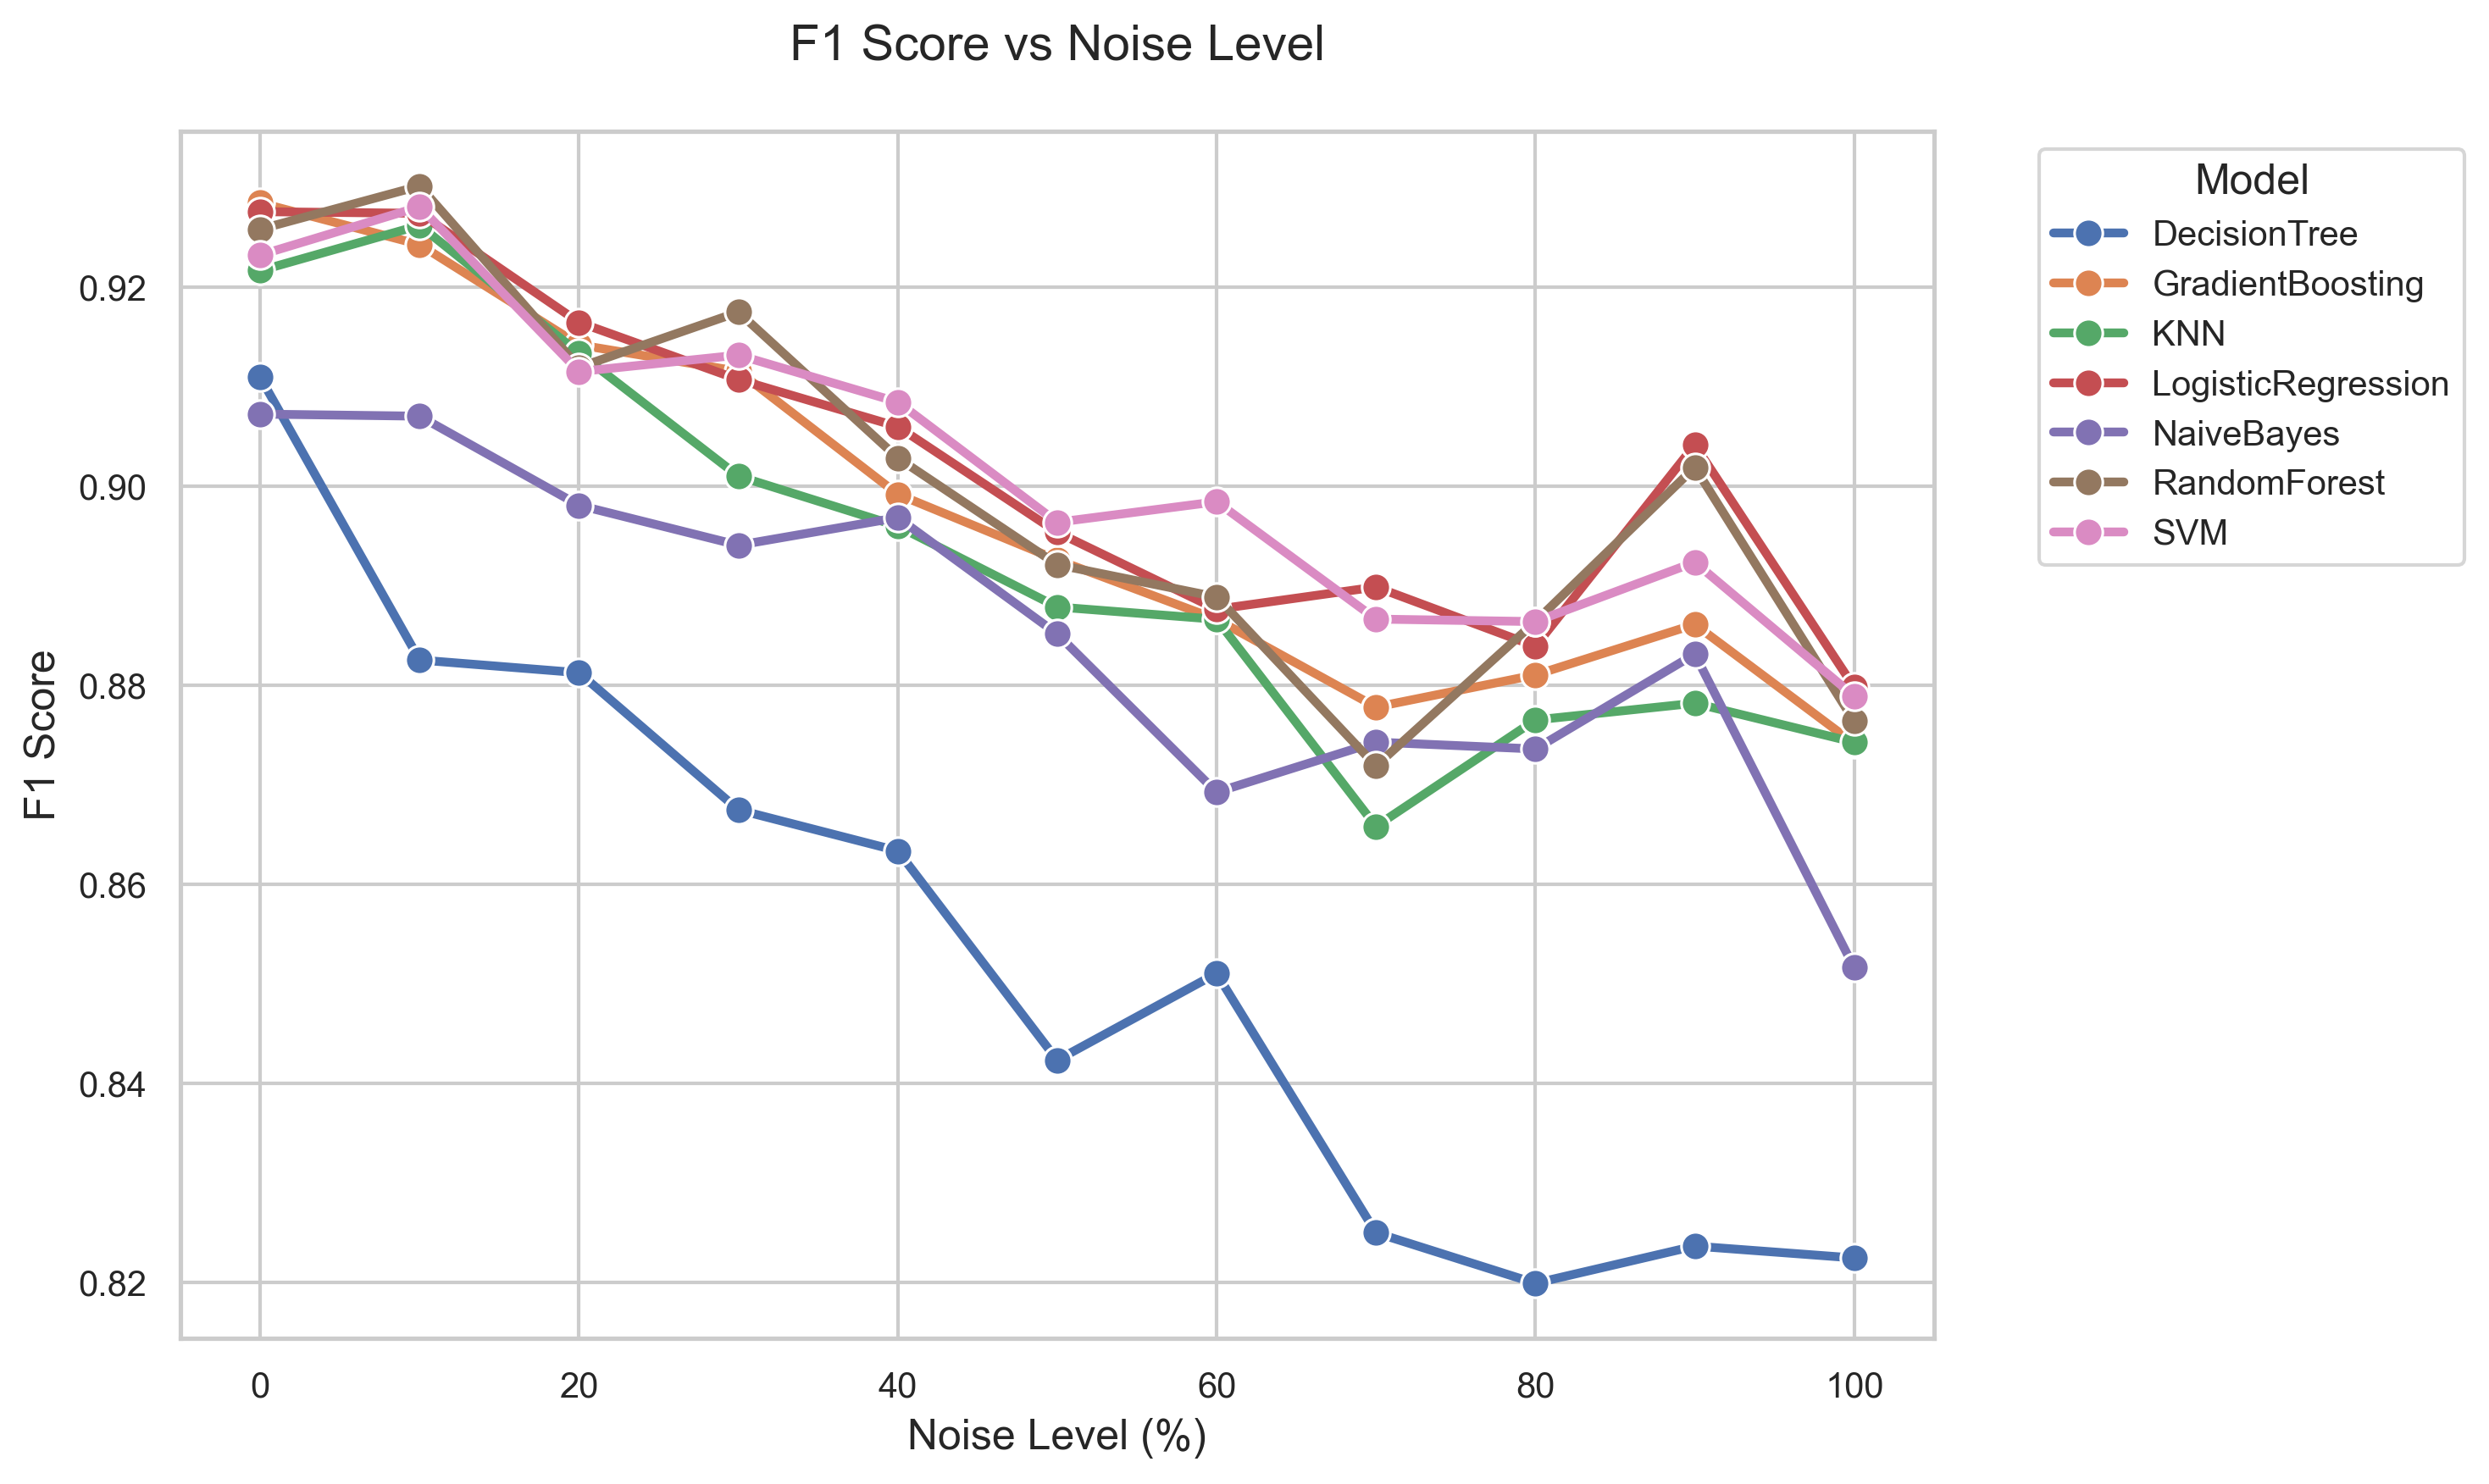 F1 Score vs Noise Level
Model
DecisionTree
GradientBoosting
KNN
LogisticRegression
NaiveBayes
RandomForest
SVM
F1 Score
0.92
0.90
0.88
0.86
0.84
0.82
0 20 40 60 80 100
Noise Level (%)